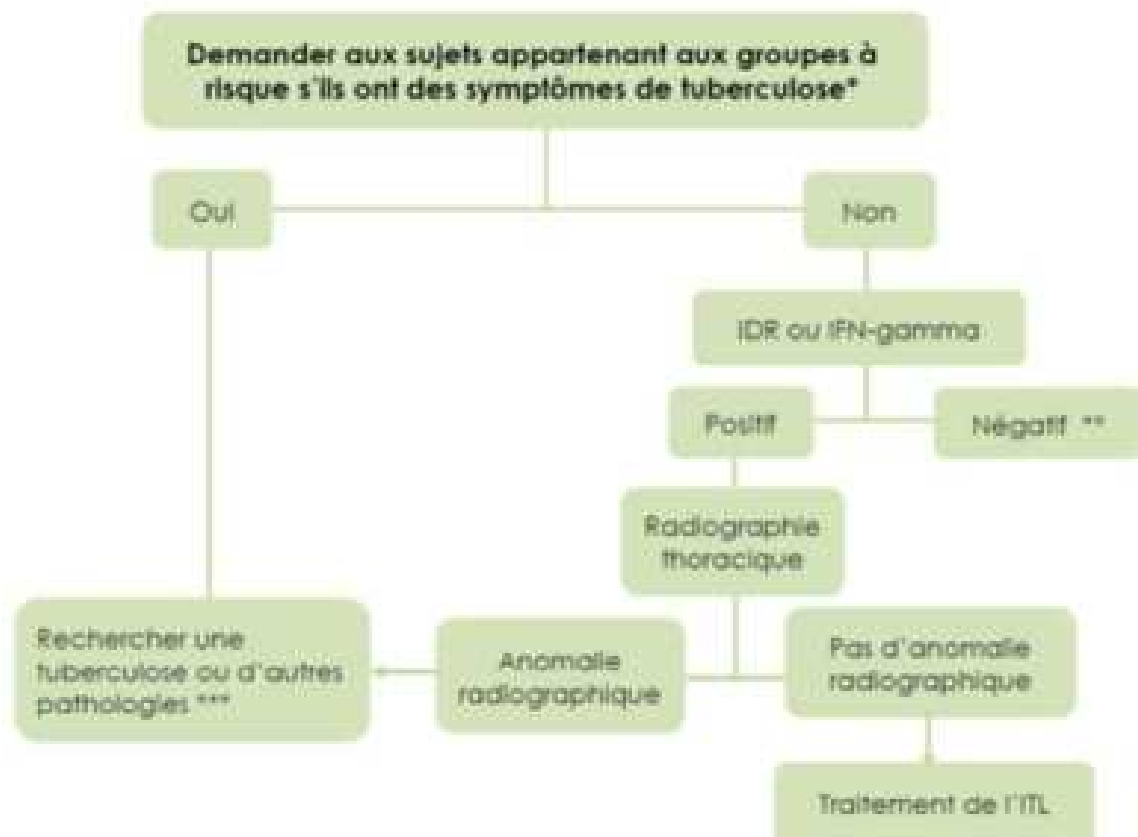 Demander aux sujets appartenant aux groupes à
risque s'ils ont des symptômes de tuberculose*
Oui
Non
IDR ou IFN-gamma
Positif
Négatif **
Radiographie
thoracique
Rechercher une
tuberculose ou d'autres
pathologies ***
Anomalie
radiographique
Pas d'anomalie
radiographique
Traitement de l'ITL